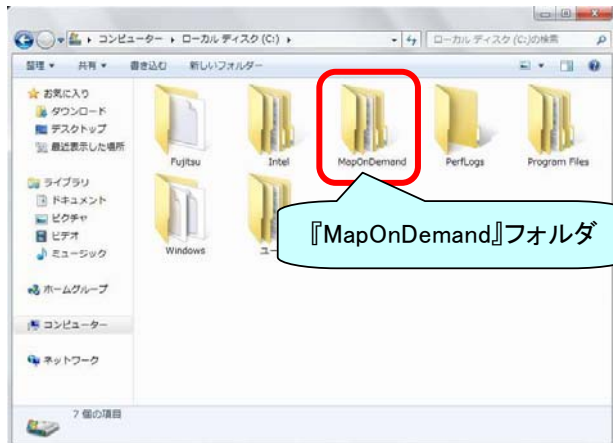 コンピューター ▸ ローカル ディスク (C:) ▸
ローカル ディスク (C:)の検索
整理 ▼ 共有 ▼ 書き込む 新しいフォルダー
お気に入り
ダウンロード
デスクトップ
最近表示した場所
ライブラリ
ドキュメント
ピクチャ
ビデオ
ミュージック
ホームグループ
コンピューター
ネットワーク
Fujitsu
Intel
MapOnDemand
PerfLogs
Program Files
Windows
ユー
『MapOnDemand』フォルダ
7 個の項目